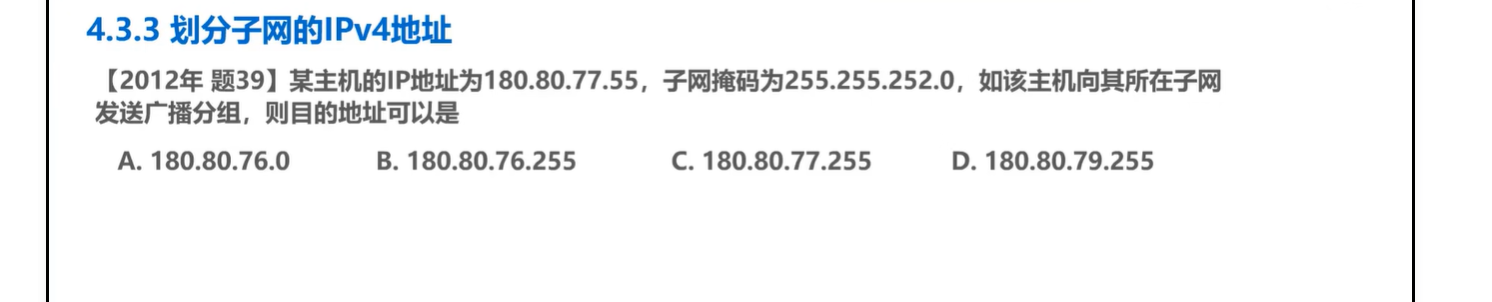 4.3.3 划分子网的IPv4地址
【2012年 题39】某主机的IP地址为180.80.77.55，子网掩码为255.255.252.0，如该主机向其所在子网
发送广播分组，则目的地址可以是
A. 180.80.76.0 B. 180.80.76.255 C. 180.80.77.255 D. 180.80.79.255